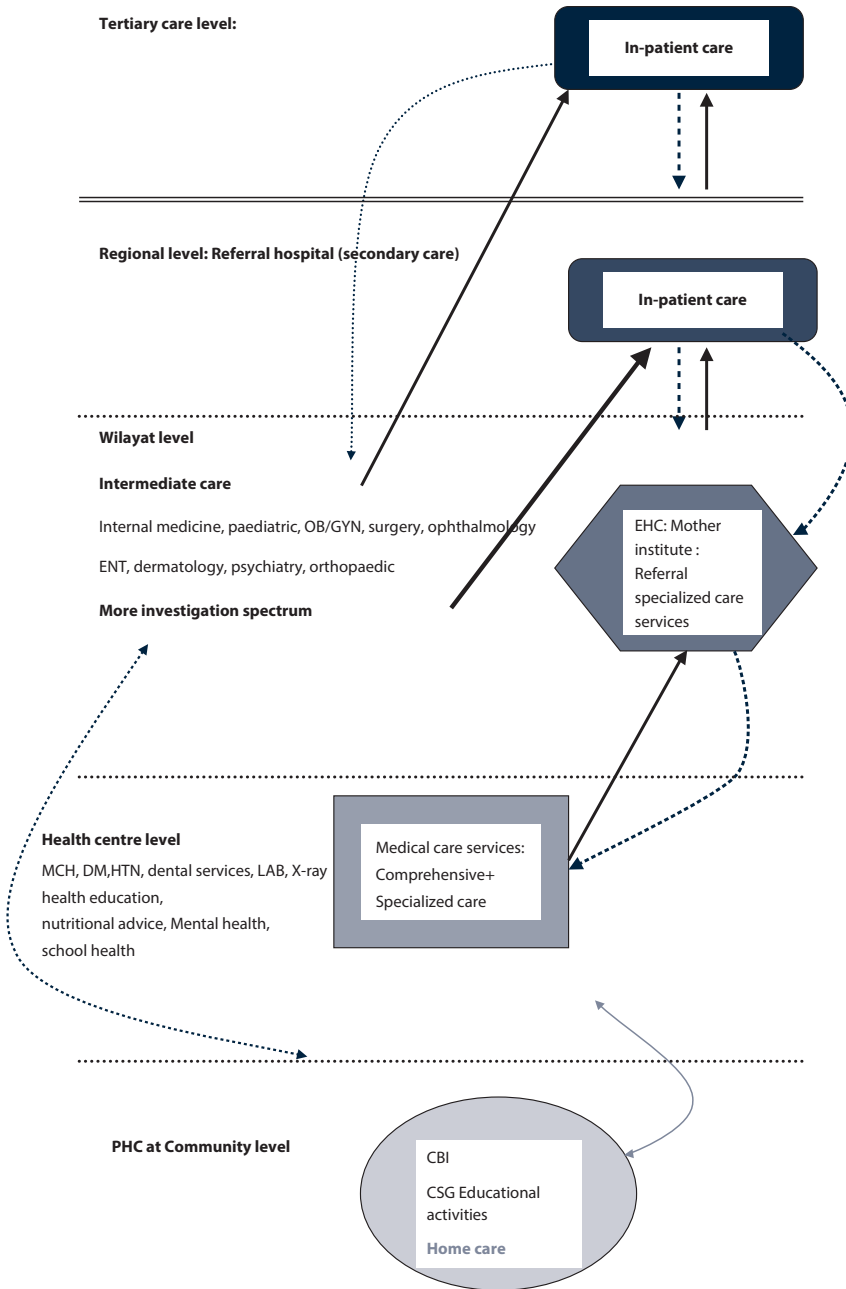 Tertiary care level:
In-patient care
Regional level: Referral hospital (secondary care)
In-patient care
Wilayat level
Intermediate care
Internal medicine, paediatric, OB/GYN, surgery, ophthalmology
ENT, dermatology, psychiatry, orthopaedic
More investigation spectrum
EHC: Mother
institute :
Referral
specialized care
services
Health centre level
MCH, DM,HTN, dental services, LAB, X-ray
health education,
nutritional advice, Mental health,
school health
Medical care services:
Comprehensive+
Specialized care
PHC at Community level
CBI
CSG Educational
activities
Home care